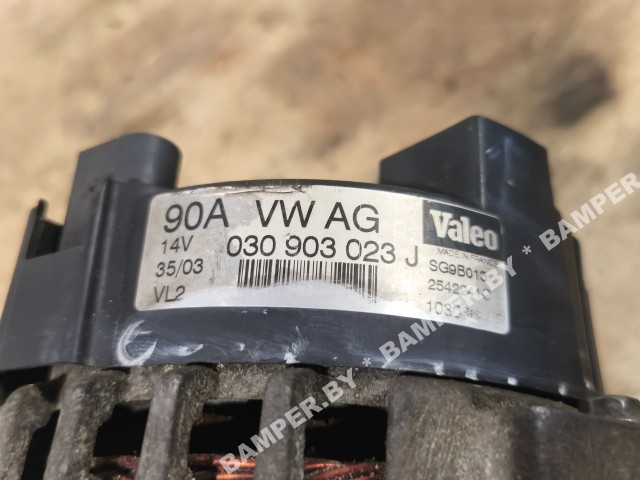 90A VW AG
14V 030 903 023 J
35/03
VL2
Valeo
MADE IN FRANCE
BAMPER.BY * BAMPER.BY * BAMPER.BY